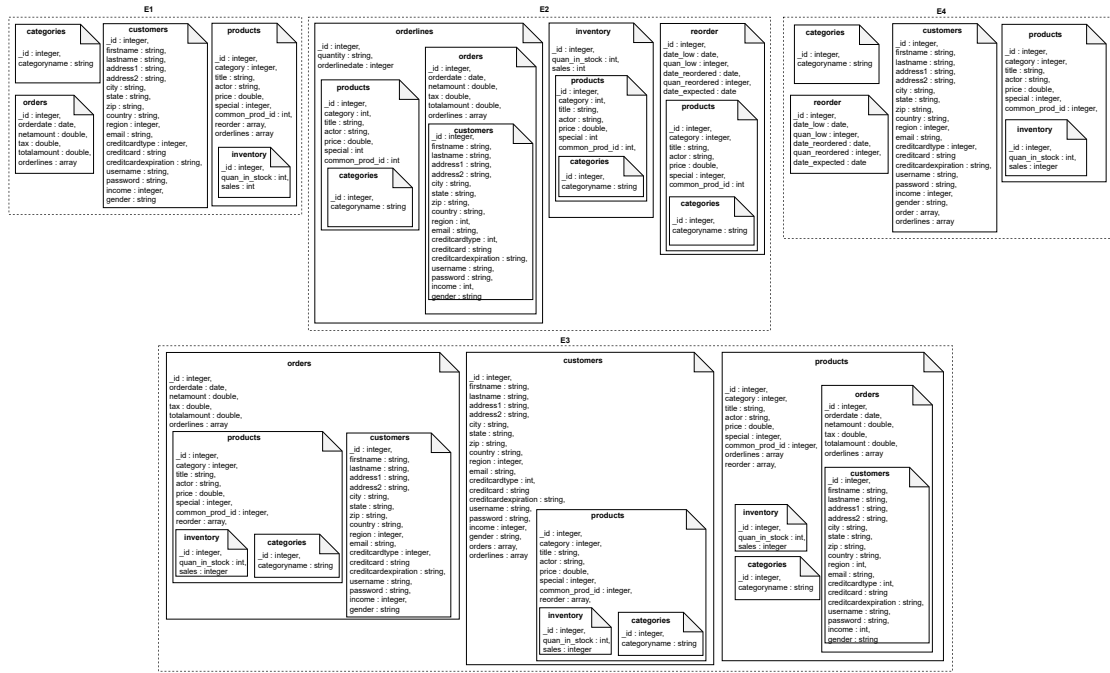 E1
categories
_id : integer,
categoryname : string
orders
_id : integer,
orderdate : date,
netamount : double,
tax : double,
totalamount : double,
orderlines : array
customers
_id : integer,
firstname : string,
lastname : string,
address1 : string,
address2 : string,
city : string,
state : string,
zip : string,
country : string,
region : integer,
email : string,
creditcardtype : integer,
creditcard : string
creditcardexpiration : string,
username : string,
password : string,
income : integer,
gender : string
products
_id : integer,
category : integer,
title : string,
actor : string,
price : double,
special : integer,
common_prod_id : int,
reorder : array,
orderlines : array
inventory
_id : integer,
quan_in_stock : int,
sales : int
E2
orderlines
_id : integer,
quantity : string,
orderlinedate : integer
products
_id : integer,
category : int,
title : string,
actor : string,
price : double,
special : int
common_prod_id : int
categories
_id : integer,
categoryname : string
orders
_id : integer,
orderdate : date,
netamount : double,
tax : double,
totalamount : double,
orderlines : array
customers
_id : integer,
firstname : string,
lastname : string,
address1 : string,
address2 : string,
city : string,
state : string,
zip : string,
country : string,
region : int,
email : string,
creditcardtype : int,
creditcard : string
creditcardexpiration : string,
username : string,
password : string,
income : int,
gender : string
inventory
_id : integer,
quan_in_stock : int,
sales : int
products
_id : integer,
category : int,
title : string,
actor : string,
price : double,
special : int
common_prod_id : int,
categories
_id : integer,
categoryname : string
reorder
_id : integer,
date_low : date,
quan_low : integer,
date_reordered : date,
quan_reordered : integer,
date_expected : date
products
_id : integer,
category : integer,
title : string,
actor : string,
price : double,
special : integer,
common_prod_id : int
categories
_id : integer,
categoryname : string
E4
categories
_id : integer,
categoryname : string
reorder
_id : integer,
date_low : date,
quan_low : integer,
date_reordered : date,
quan_reordered : integer,
date_expected : date
customers
_id : integer,
firstname : string,
lastname : string,
address1 : string,
address2 : string,
city : string,
state : string,
zip : string,
country : string,
region : integer,
email : string,
creditcardtype : integer,
creditcard : string
creditcardexpiration : string,
username : string,
password : string,
income : integer,
gender : string,
order : array,
orderlines : array
products
_id : integer,
category : integer,
title : string,
actor : string,
price : double,
special : integer,
common_prod_id : integer,
inventory
_id : integer,
quan_in_stock : int,
sales : integer
E3
orders
_id : integer,
orderdate : date,
netamount : double,
tax : double,
totalamount : double,
orderlines : array
products
_id : integer,
category : integer,
title : string,
actor : string,
price : double,
special : integer,
common_prod_id : integer,
reorder : array,
inventory
_id : integer,
quan_in_stock : int,
sales : integer
categories
_id : integer,
categoryname : string
customers
_id : integer,
firstname : string,
lastname : string,
address1 : string,
address2 : string,
city : string,
state : string,
zip : string,
country : string,
region : integer,
email : string,
creditcardtype : integer,
creditcard : string
creditcardexpiration : string,
username : string,
password : string,
income : integer,
gender : string
customers
_id : integer,
firstname : string,
lastname : string,
address1 : string,
address2 : string,
city : string,
state : string,
zip : string,
country : string,
region : integer,
email : string,
creditcardtype : int,
creditcard : string
creditcardexpiration : string,
username : string,
password : string,
income : integer,
gender : string,
orders : array,
orderlines : array
products
_id : integer,
category : integer,
title : string,
actor : string,
price : double,
special : integer,
common_prod_id : integer,
reorder : array,
inventory
_id : integer,
quan_in_stock : int,
sales : integer
categories
_id : integer,
categoryname : string
products
_id : integer,
category : integer,
title : string,
actor : string,
price : double,
special : integer,
common_prod_id : integer,
orderlines : array
reorder : array,
inventory
_id : integer,
quan_in_stock : int,
sales : integer
categories
_id : integer,
categoryname : string
orders
_id : integer,
orderdate : date,
netamount : double,
tax : double,
totalamount : double,
orderlines : array
customers
_id : integer,
firstname : string,
lastname : string,
address1 : string,
address2 : string,
city : string,
state : string,
zip : string,
country : string,
region : int,
email : string,
creditcardtype : int,
creditcard : string
creditcardexpiration : string,
username : string,
password : string,
income : int,
gender : string